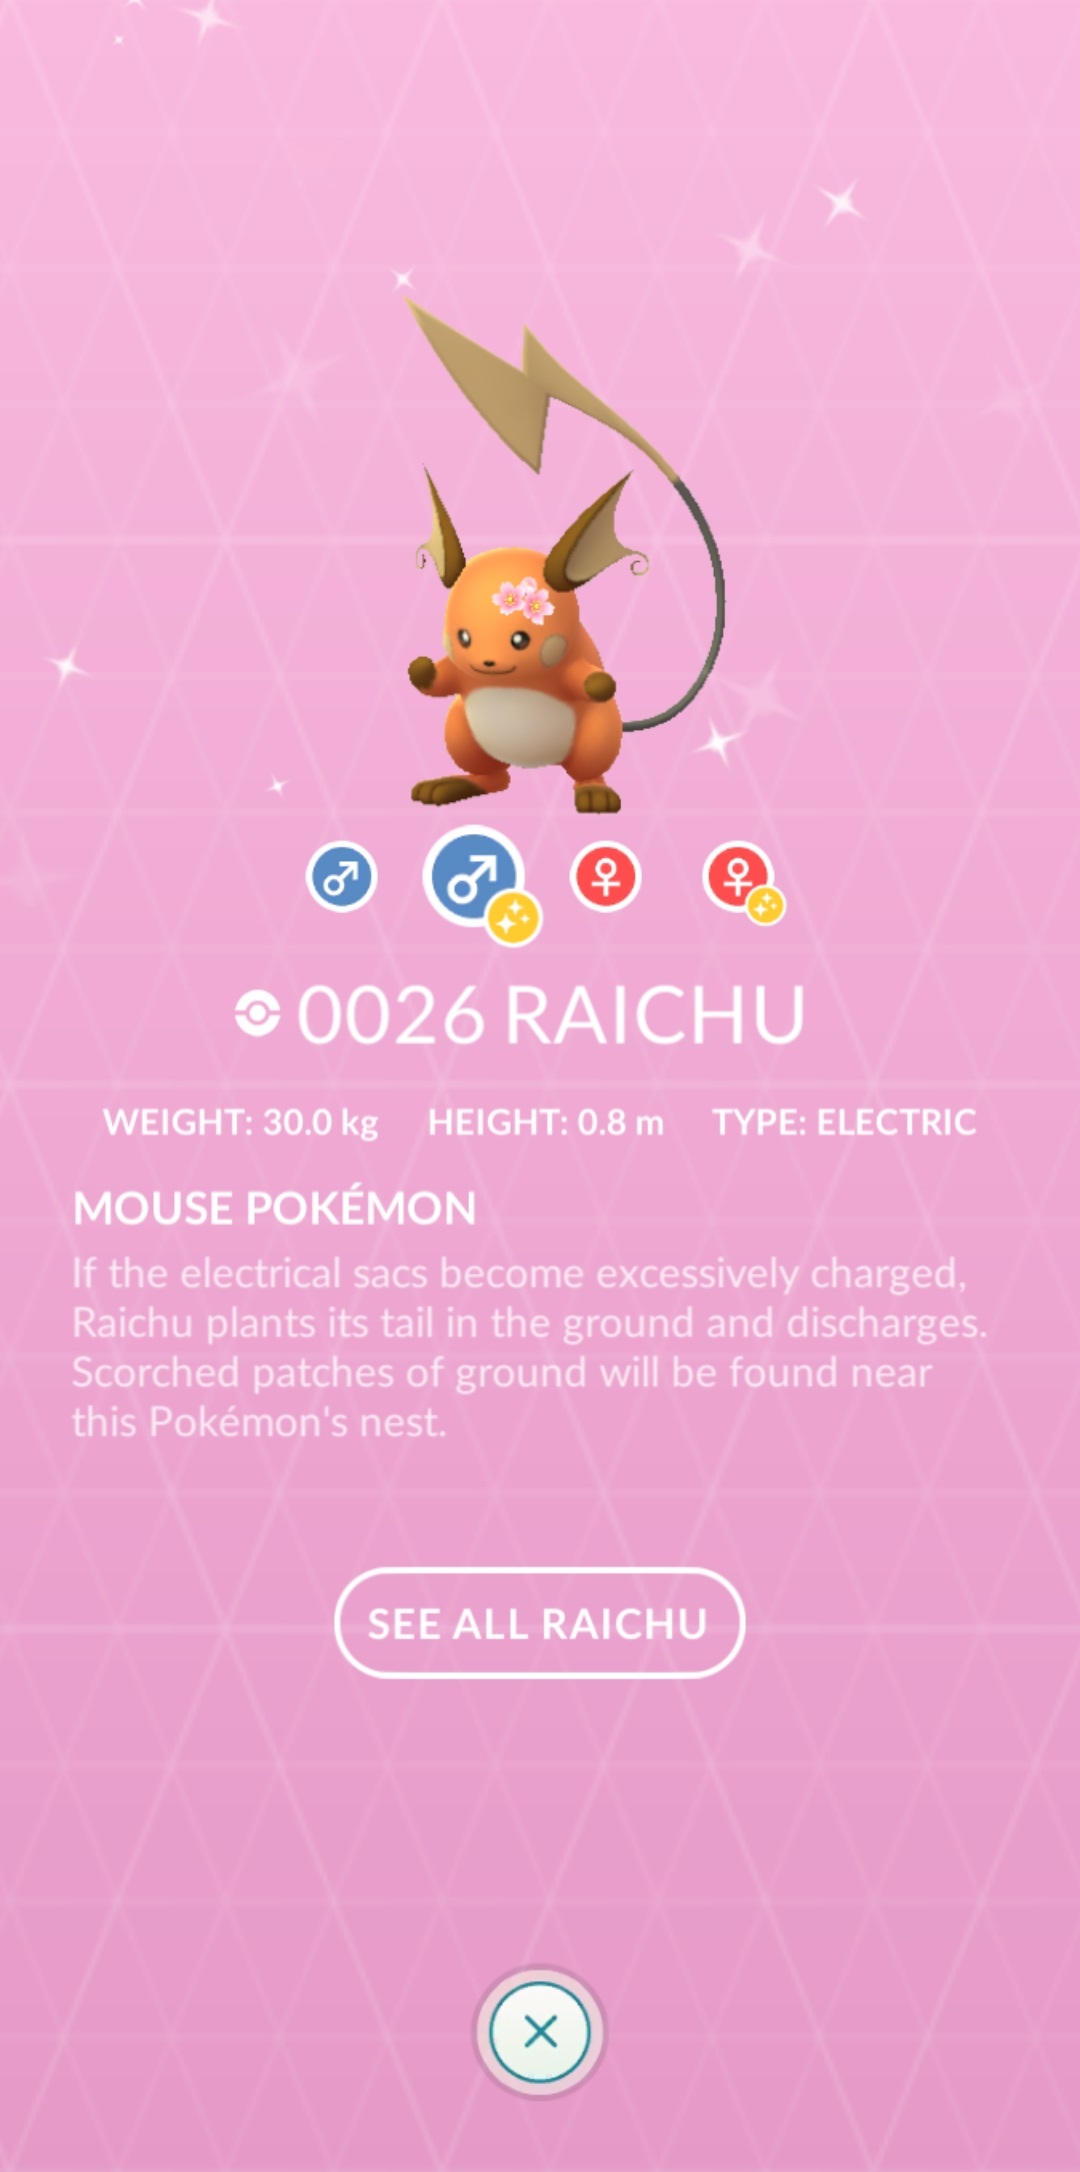 0026 RAICHU
WEIGHT: 30.0 kg HEIGHT: 0.8 m TYPE: ELECTRIC
MOUSE POKÉMON
If the electrical sacs become excessively charged,
Raichu plants its tail in the ground and discharges.
Scorched patches of ground will be found near
this Pokémon's nest.
SEE ALL RAICHU